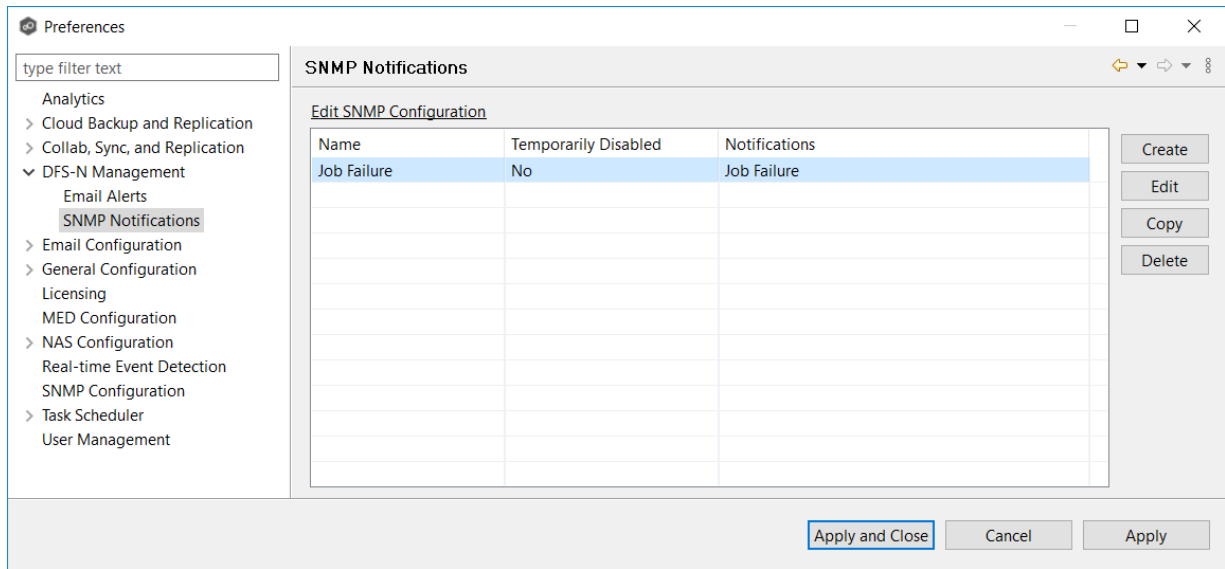 Preferences
type filter text
Analytics
Cloud Backup and Replication
Collab, Sync, and Replication
DFS-N Management
Email Alerts
SNMP Notifications
Email Configuration
General Configuration
Licensing
MED Configuration
NAS Configuration
Real-time Event Detection
SNMP Configuration
Task Scheduler
User Management
SNMP Notifications
Edit SNMP Configuration
Name Temporarily Disabled Notifications
Job Failure No Job Failure
Create
Edit
Copy
Delete
Apply and Close Cancel Apply